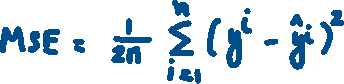 MSE = 1/2n ∑_{i=1}^{n} (y^i - ŷ^i)^2